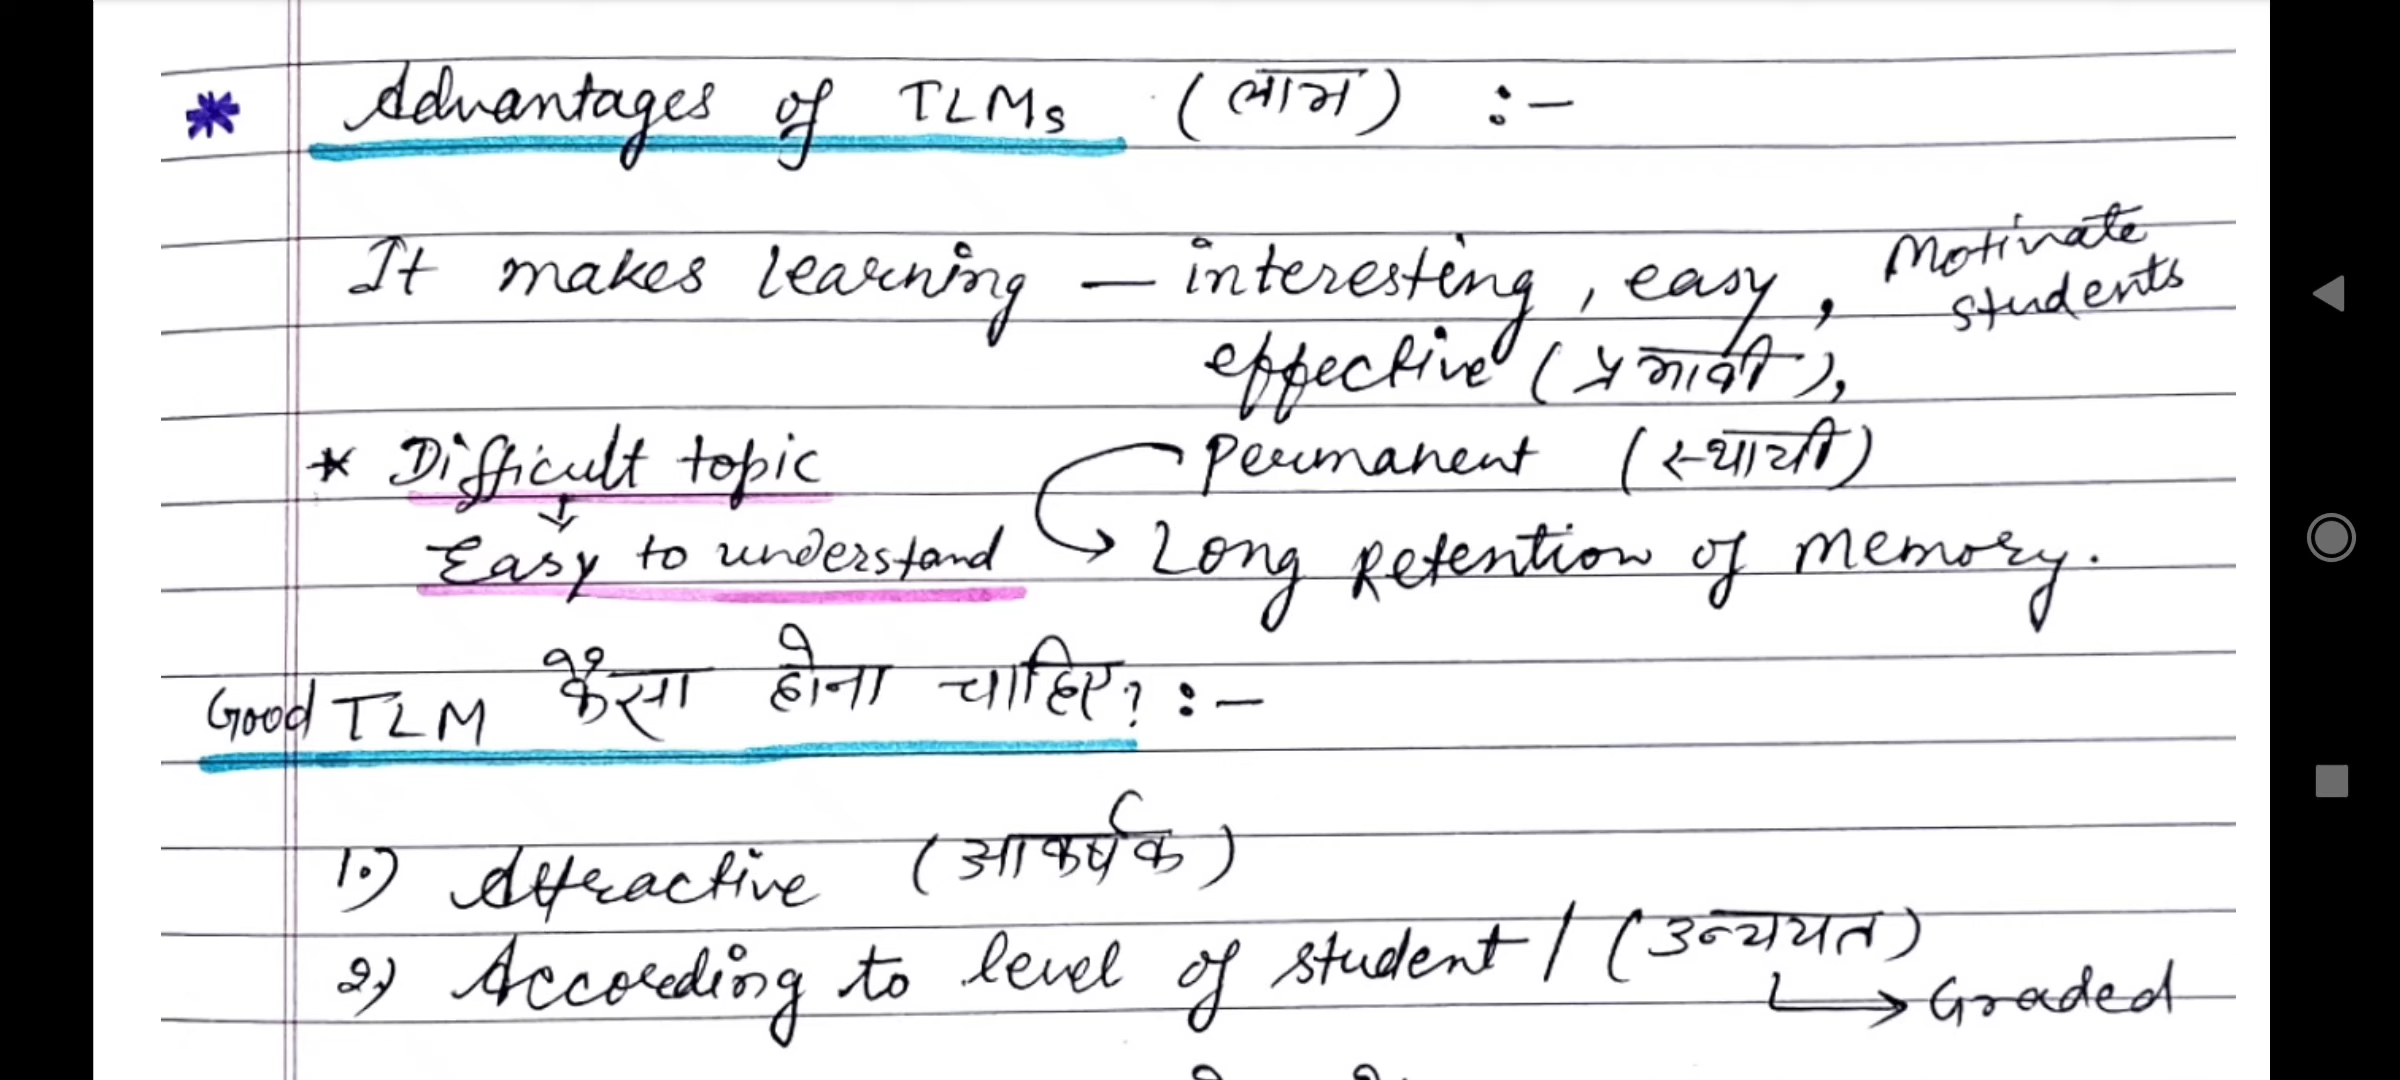 * Advantages of TLMs (लाभ) :-
It makes learning — interesting, easy, Motivate students
effective (प्रभावी),
* Difficult topic
↓
Easy to understand
Permanent (स्थायी)
→ Long Retention of Memory.
Good TLM कैसा होना चाहिए? :-
1.) Attractive (आकर्षक)
2.) According to level of student / (उन्ययत)
→ Graded